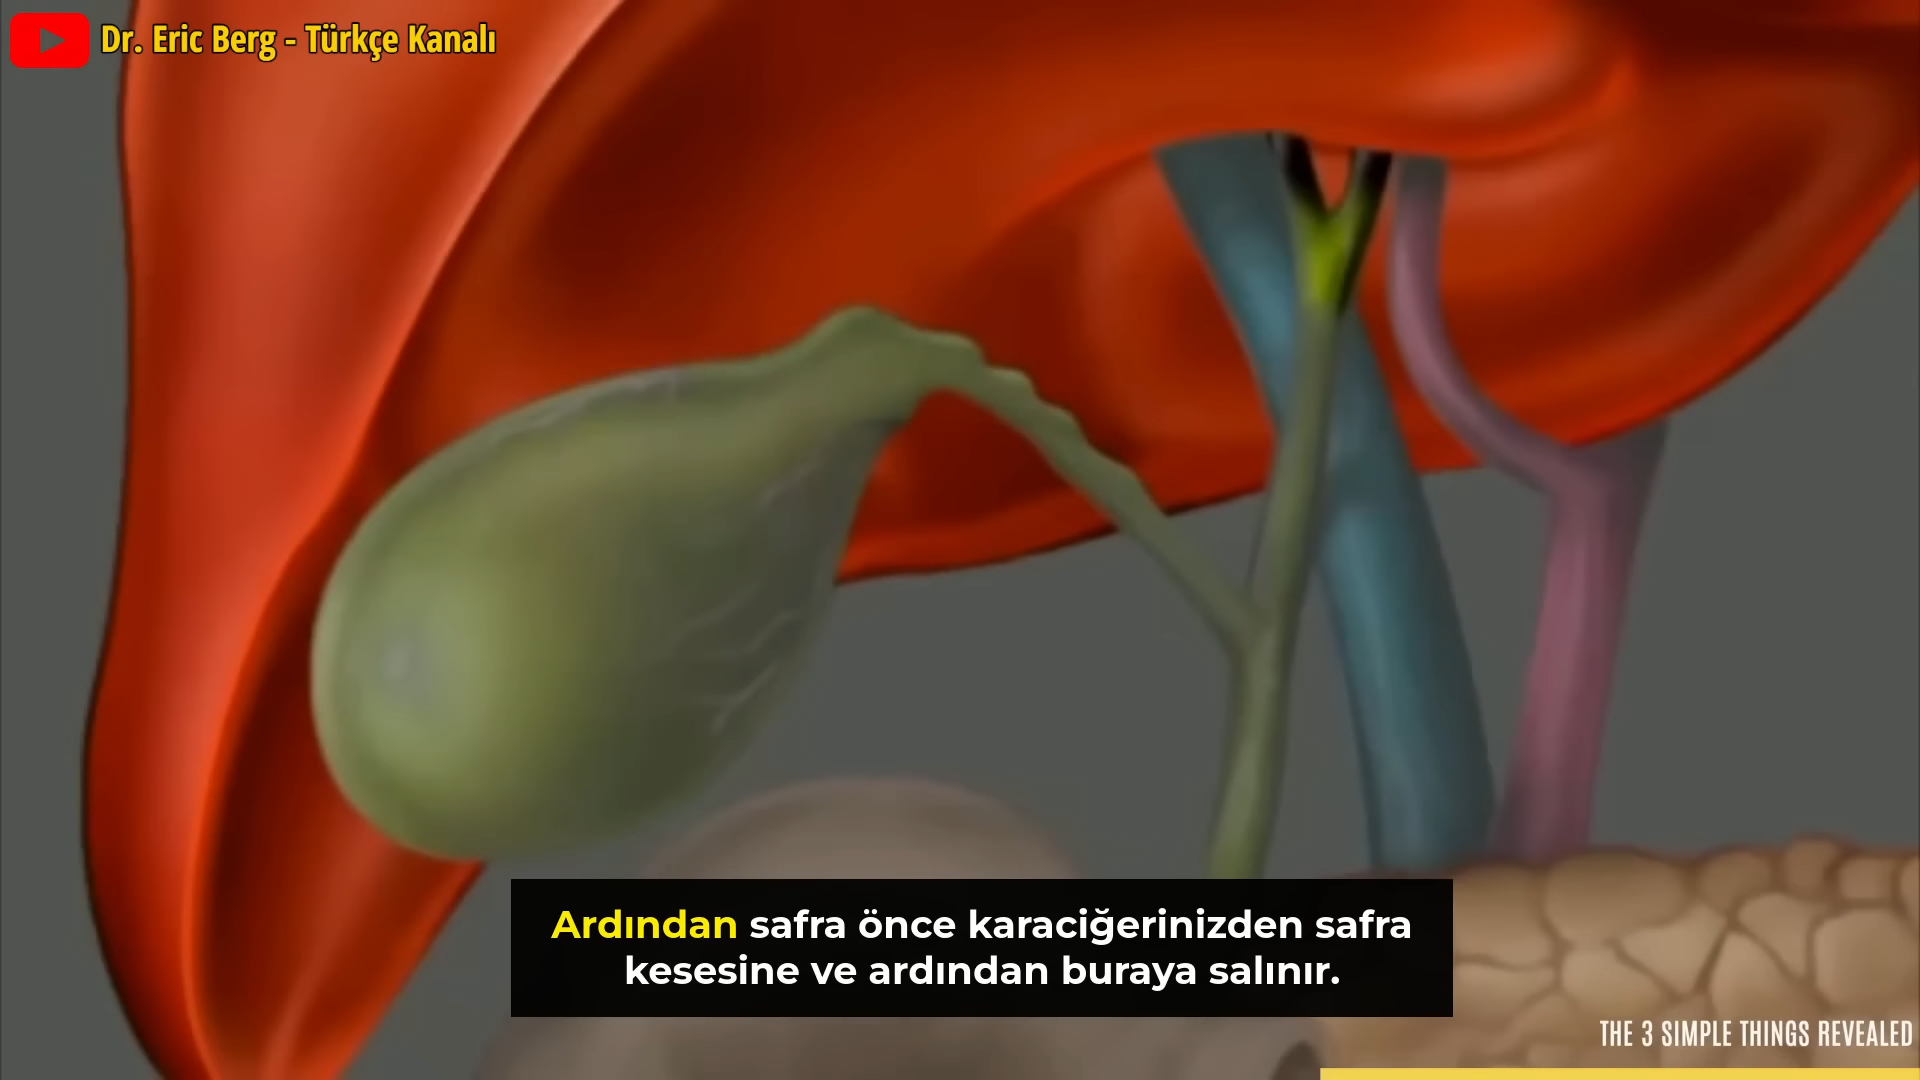 Dr. Eric Berg - Türkçe Kanalı
Ardından safra önce karaciğerinizden safra
kesesine ve ardından buraya salınır.
THE 3 SIMPLE THINGS REVEALED